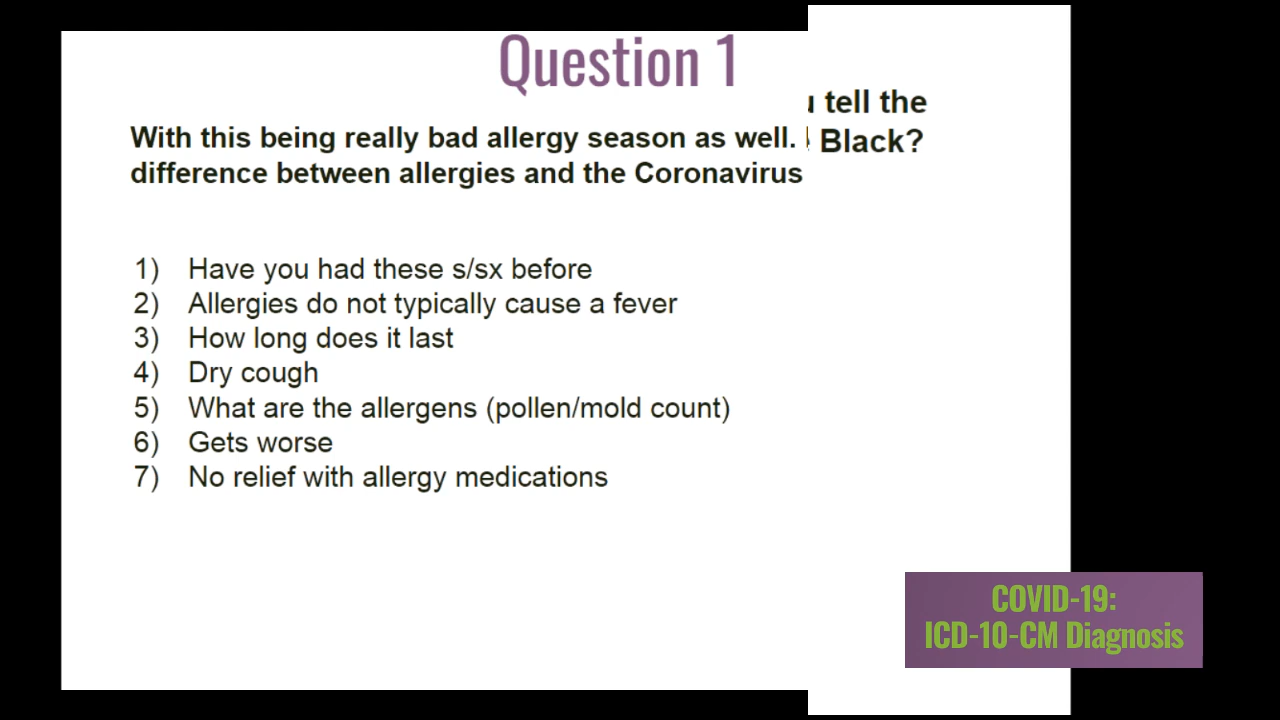 Question 1
With this being really bad allergy season as well. tell the
difference between allergies and the Coronavirus Black?
1) Have you had these s/sx before
2) Allergies do not typically cause a fever
3) How long does it last
4) Dry cough
5) What are the allergens (pollen/mold count)
6) Gets worse
7) No relief with allergy medications
COVID-19:
ICD-10-CM Diagnosis